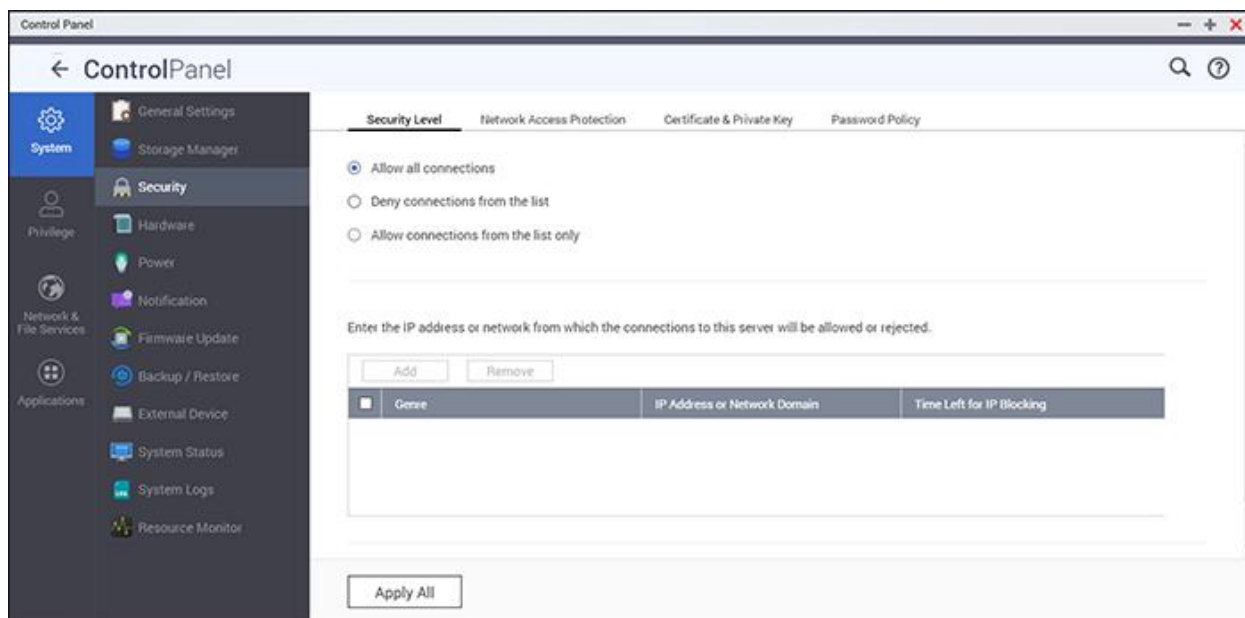 Control Panel
ControlPanel
System
Privilege
Network &
File Services
Applications
General Settings
Storage Manager
Security
Hardware
Power
Notification
Firmware Update
Backup / Restore
External Device
System Status
System Logs
Resource Monitor
Security Level Network Access Protection Certificate & Private Key Password Policy
Allow all connections
Deny connections from the list
Allow connections from the list only
Enter the IP address or network from which the connections to this server will be allowed or rejected.
Add Remove
Genre IP Address or Network Domain Time Left for IP Blocking
Apply All